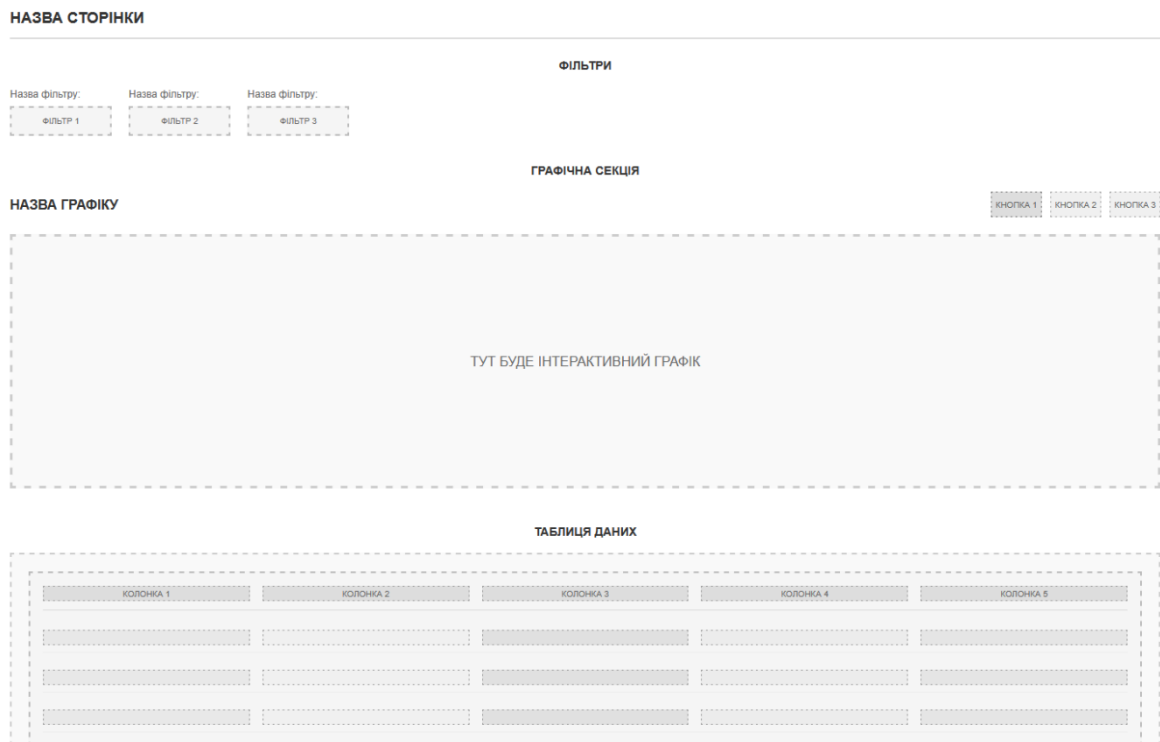 НАЗВА СТОРІНКИ
ФІЛЬТРИ
Назва фільтру: Назва фільтру: Назва фільтру:
ФІЛЬТР 1 ФІЛЬТР 2 ФІЛЬТР 3
ГРАФІЧНА СЕКЦІЯ
НАЗВА ГРАФІКУ КНОПКА 1 КНОПКА 2 КНОПКА 3
ТУТ БУДЕ ІНТЕРАКТИВНИЙ ГРАФІК
ТАБЛИЦЯ ДАНИХ
КОЛОНКА 1 КОЛОНКА 2 КОЛОНКА 3 КОЛОНКА 4 КОЛОНКА 5